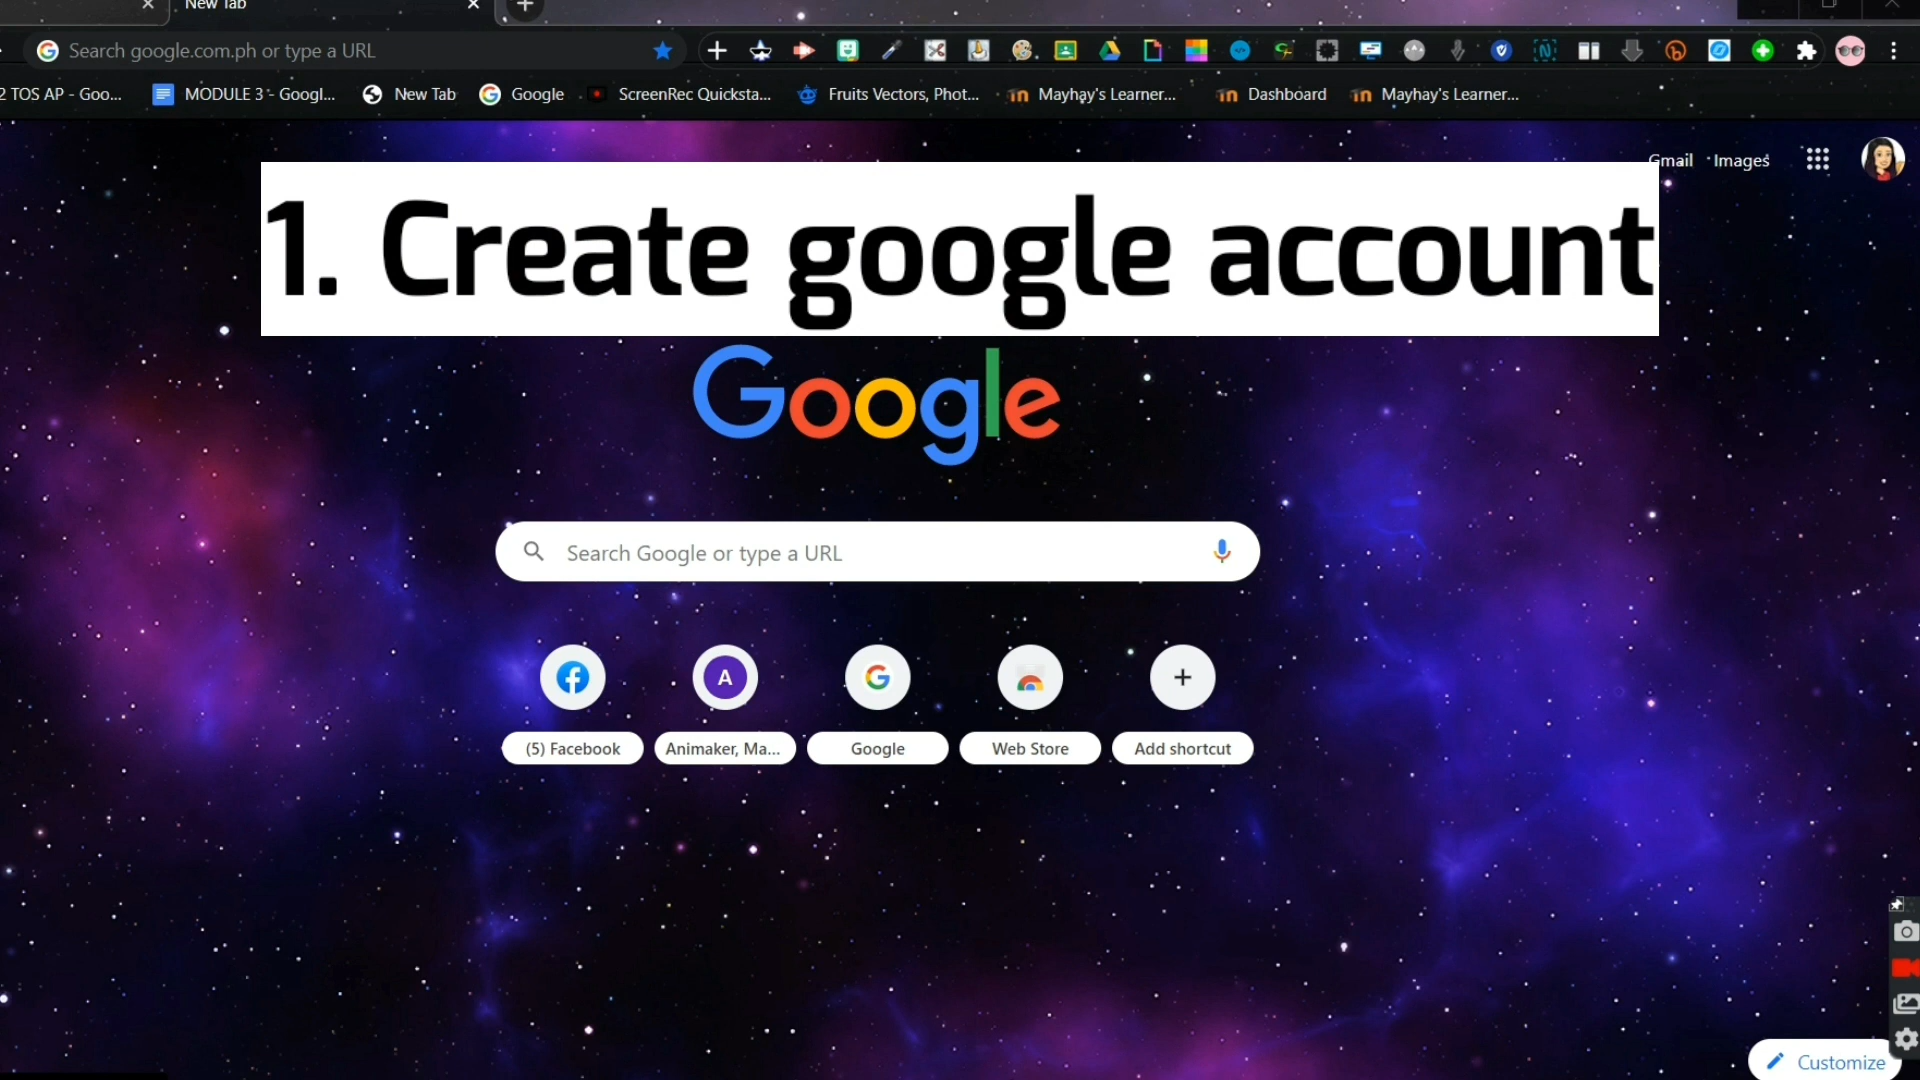 New Tab
Search google.com.ph or type a URL
2 TOS AP - Goo...
MODULE 3 - Googl...
New Tab
Google
ScreenRec Quicksta...
Fruits Vectors, Phot...
Mayhay's Learner...
Dashboard
Mayhay's Learner...
Gmail
Images
1. Create google account
Google
Search Google or type a URL
A
(5) Facebook
Animaker, Ma...
Google
Web Store
Add shortcut
Customize